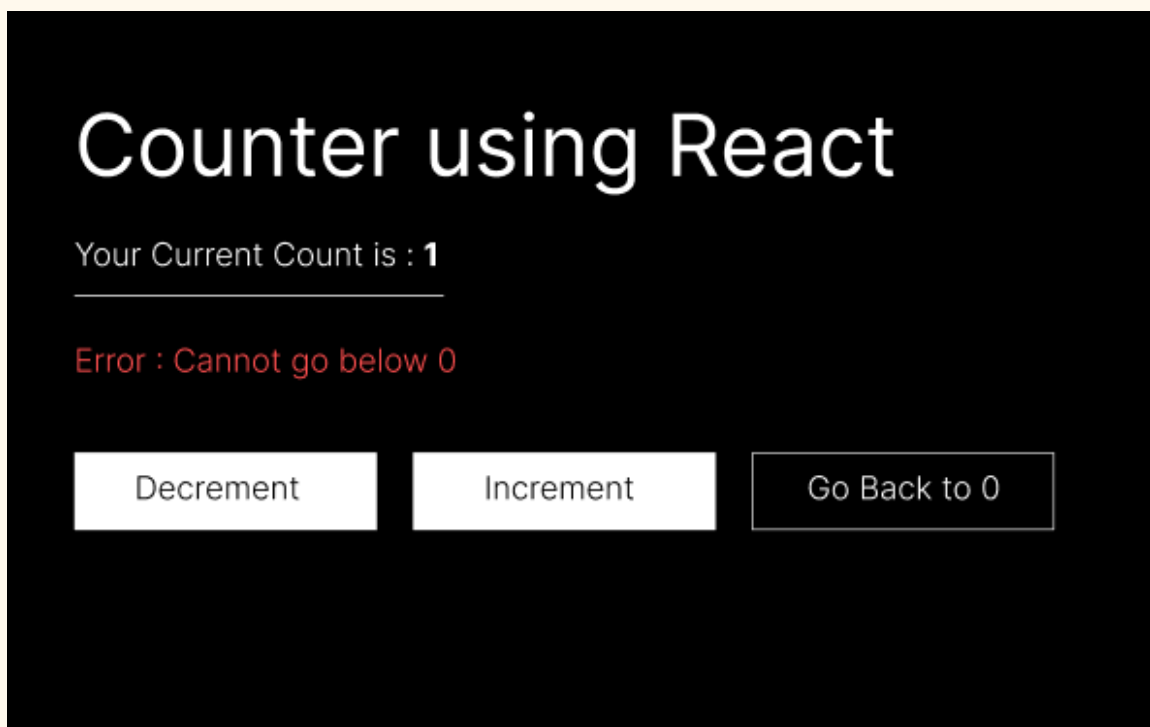 Counter using React
Your Current Count is : 1
Error : Cannot go below 0
Decrement Increment Go Back to 0